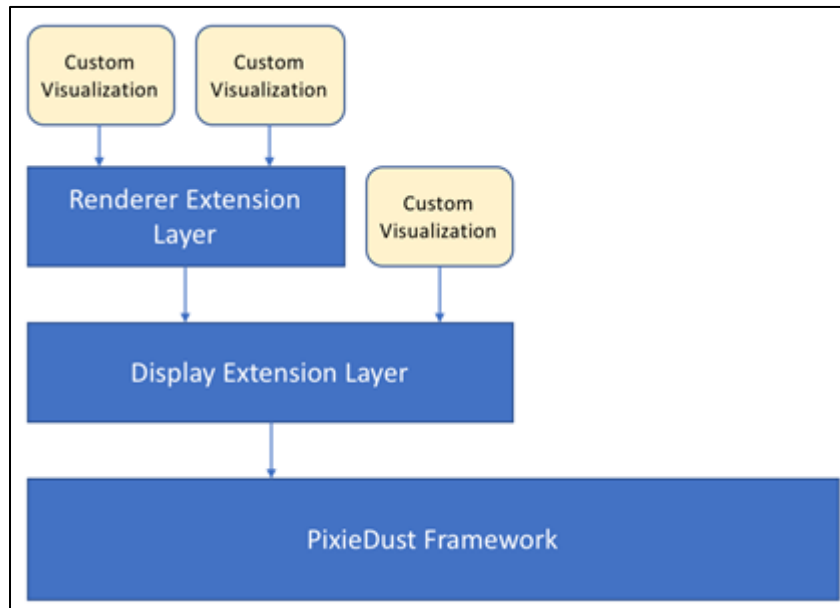 Custom
Visualization
Custom
Visualization
Renderer Extension
Layer
Custom
Visualization
Display Extension Layer
PixieDust Framework